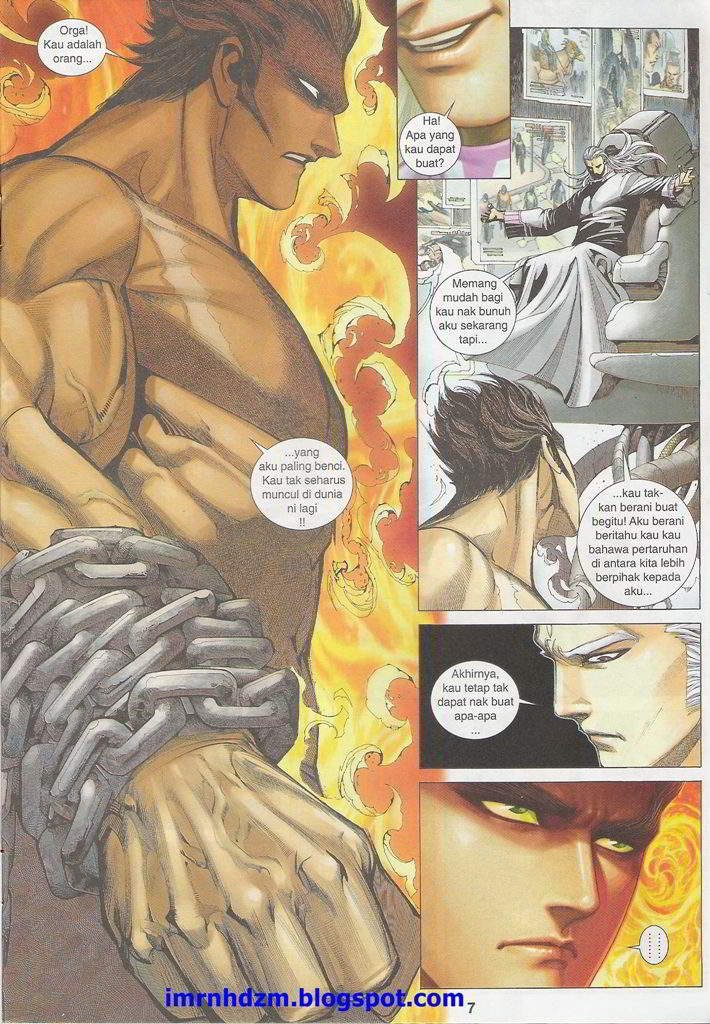 Orga!
Kau adalah
orang...
...yang
aku paling benci.
Kau tak seharus
muncul di dunia
ni lagi
!!
Ha!
Apa yang
kau dapat
buat?
Memang
mudah bagi
kau nak bunuh
aku sekarang
tapi...
...kau tak-
kan berani buat
begitu! Aku berani
beritahu kau kau
bahawa pertaruhan
di antara kita lebih
berpihak kepada
aku...
Akhirnya,
kau tetap tak
dapat nak buat
apa-apa
...
......
imrnhdzm.blogspot.com
7